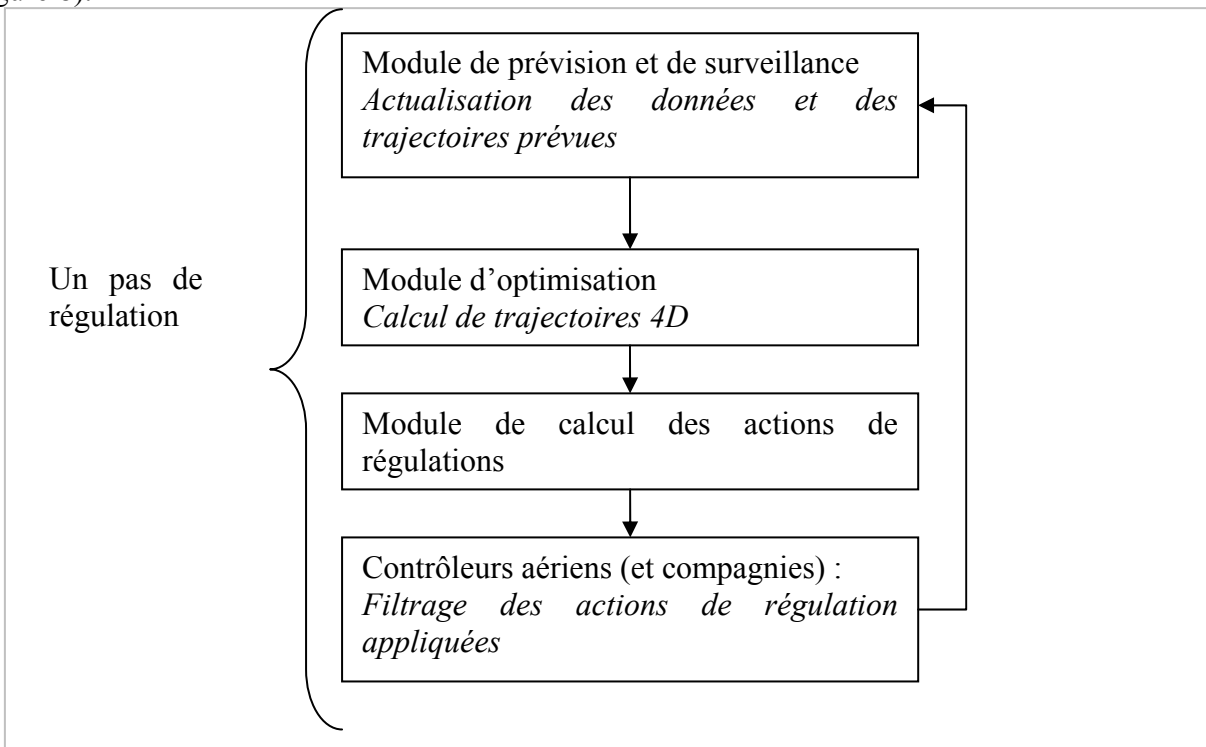 Module de prévision et de surveillance
Actualisation des données et des
trajectoires prévues
Un pas de
régulation
Module d'optimisation
Calcul de trajectoires 4D
Module de calcul des actions de
régulations
Contrôleurs aériens (et compagnies) :
Filtrage des actions de régulation
appliquées